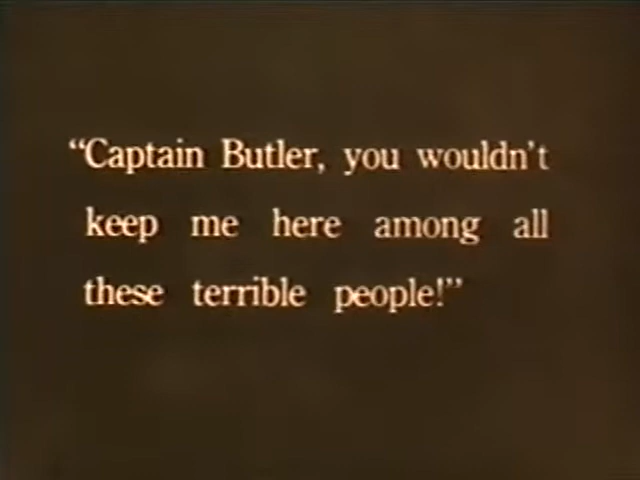 “Captain Butler, you wouldn't
keep me here among all
these terrible people!”